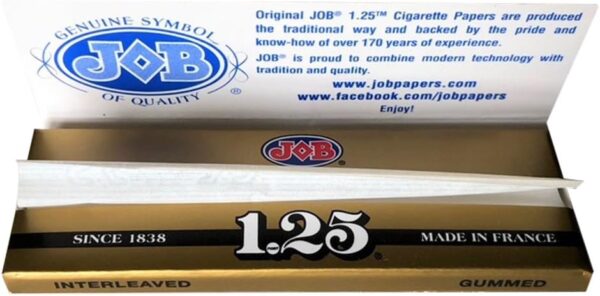 GENUINE SYMBOL
JOB®
OF QUALITY
Original JOB® 1.25™ Cigarette Papers are produced
the traditional way and backed by the pride and
know-how of over 170 years of experience.
JOB® is proud to combine modern technology with
tradition and quality.
www.jobpapers.com
www.facebook.com/jobpapers
Enjoy!
JOB®
SINCE 1838
1.25®
MADE IN FRANCE
INTERLEAVED
GUMMED